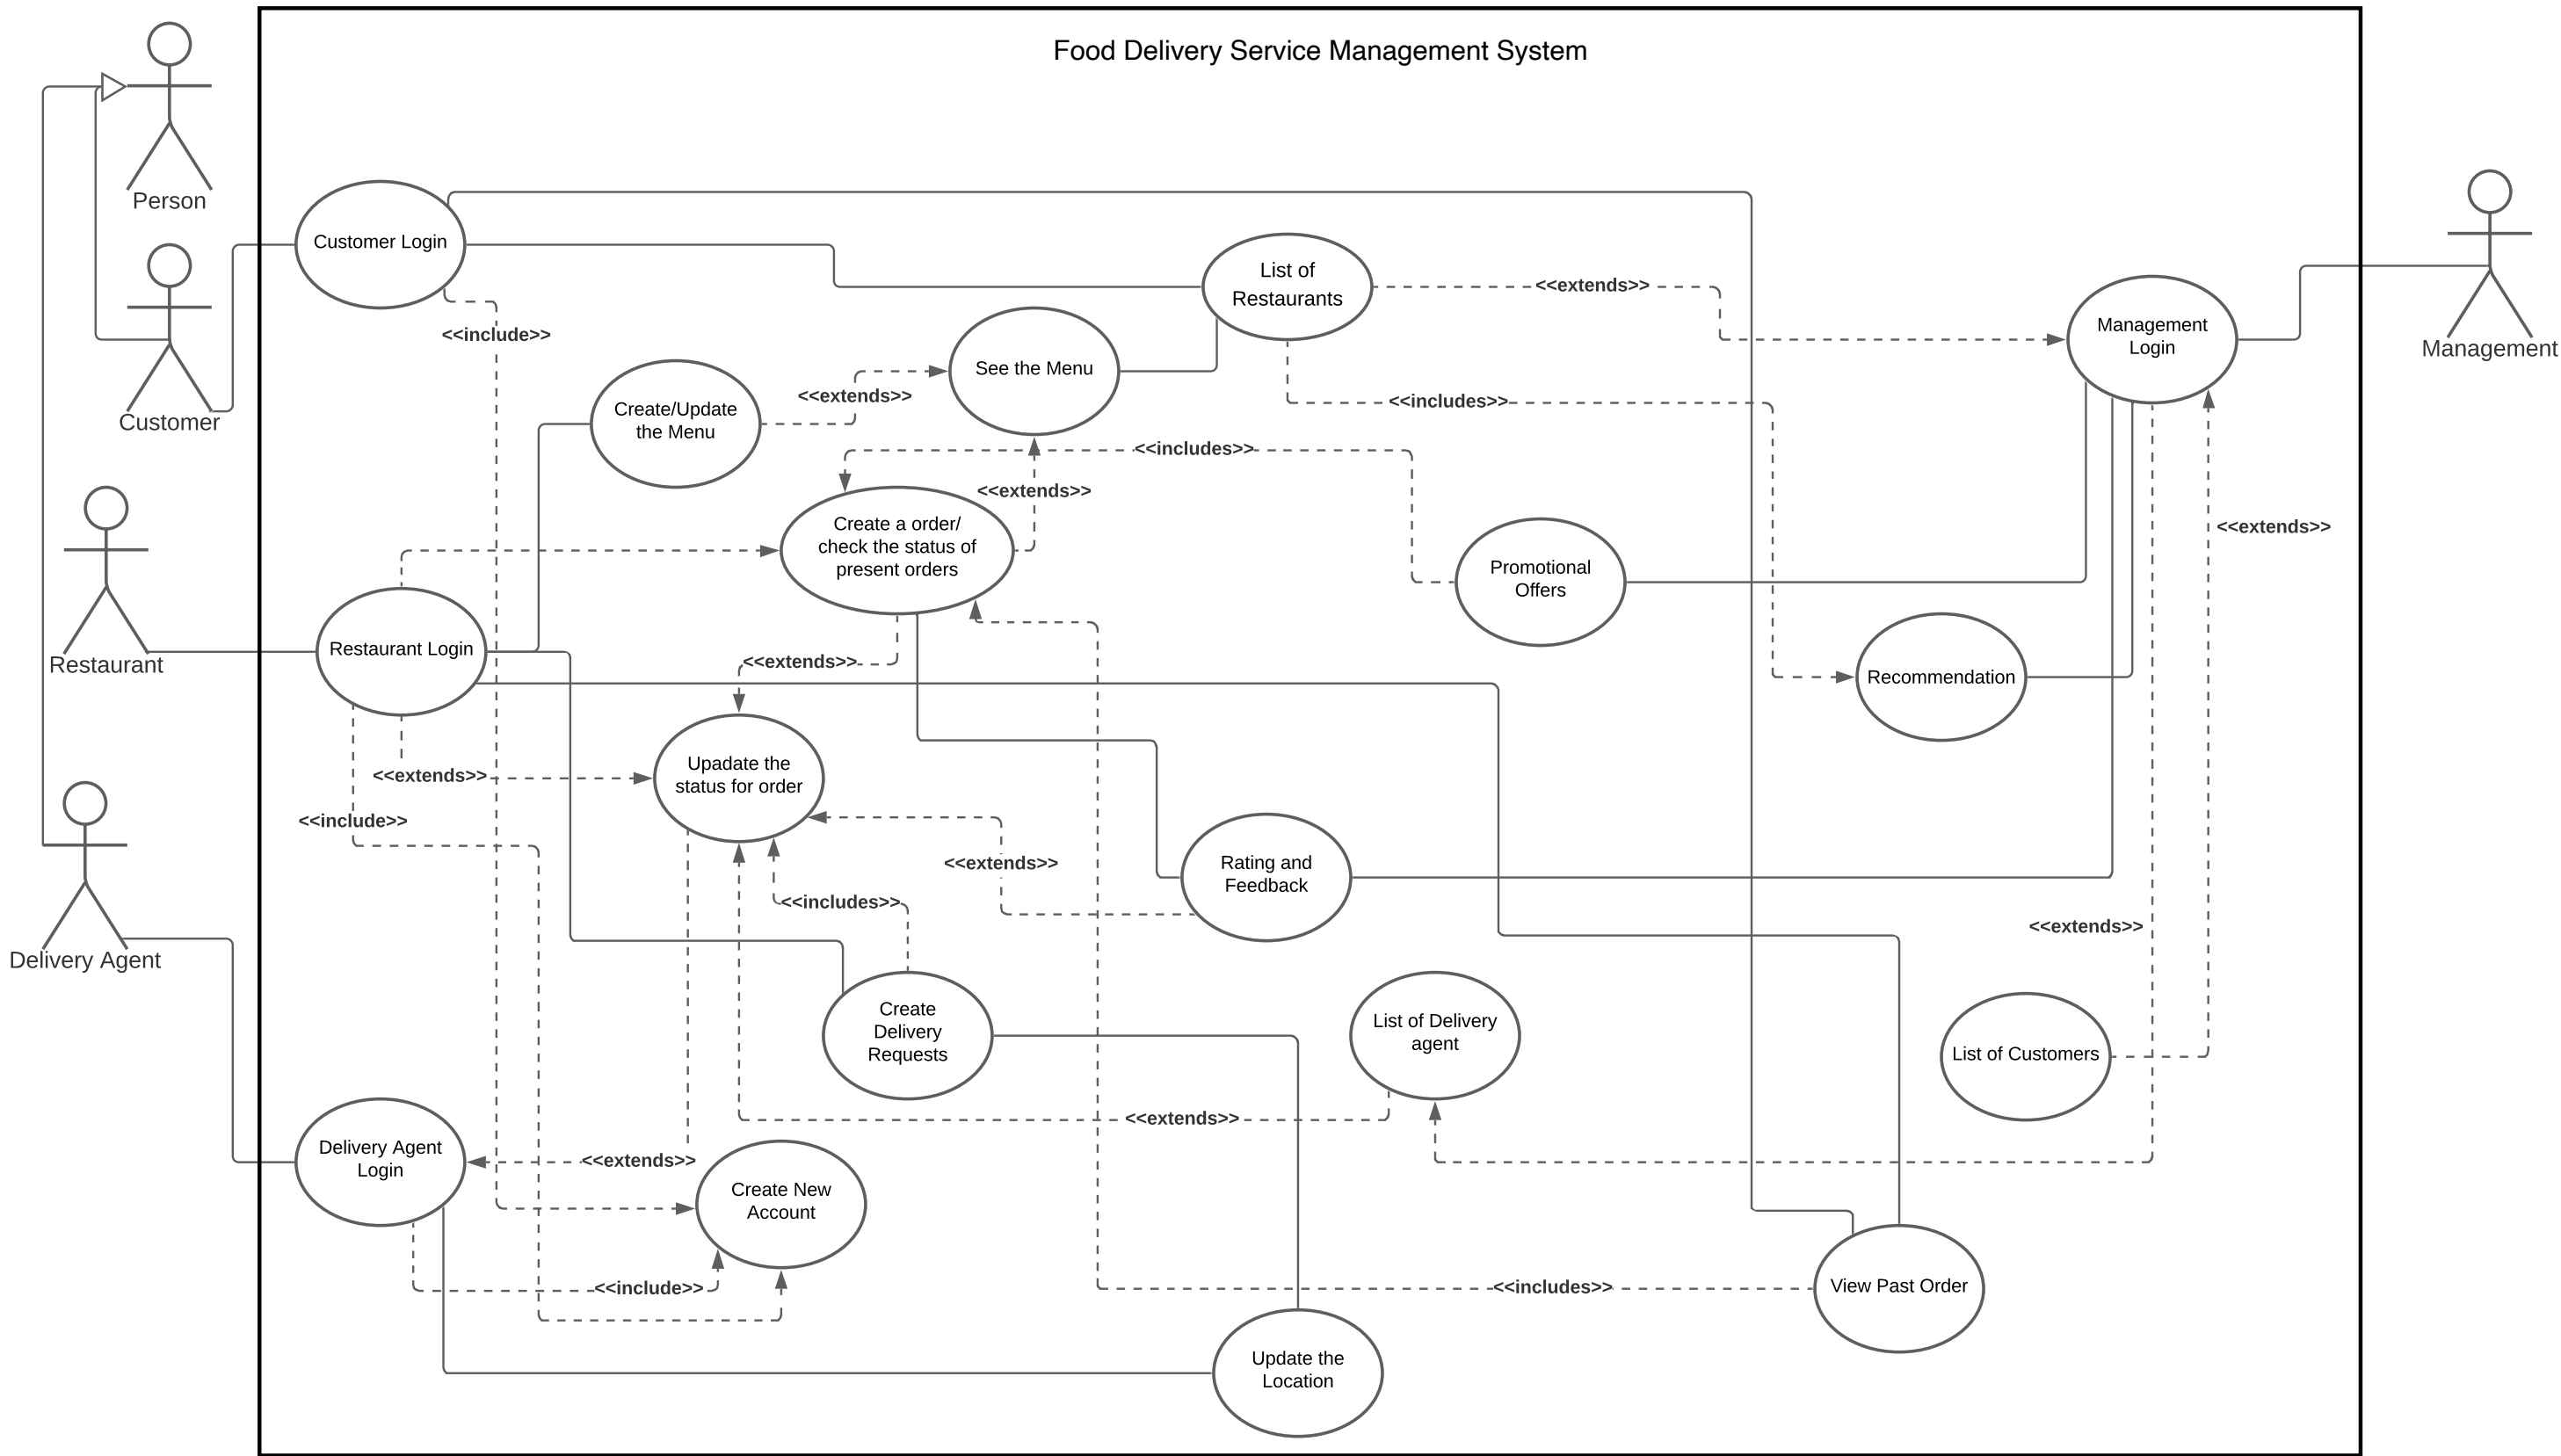 Food Delivery Service Management System
Person
Customer Login
List of
Restaurants
<<extends>>
Management
Login
Management
<<include>>
See the Menu
Customer
Create/Update
the Menu
<<extends>>
<<includes>>
<<includes>>
<<extends>>
Create a order/
check the status of
present orders
<<extends>>
Promotional
Offers
Restaurant
Restaurant Login
<<extends>>
Recommendation
Upadate the
status for order
<<extends>>
<<include>>
<<extends>>
Rating and
Feedback
<<includes>>
<<extends>>
Delivery Agent
Create
Delivery
Requests
List of Delivery
agent
List of Customers
<<extends>>
Delivery Agent
Login
<<extends>>
Create New
Account
<<include>>
<<includes>>
View Past Order
Update the
Location